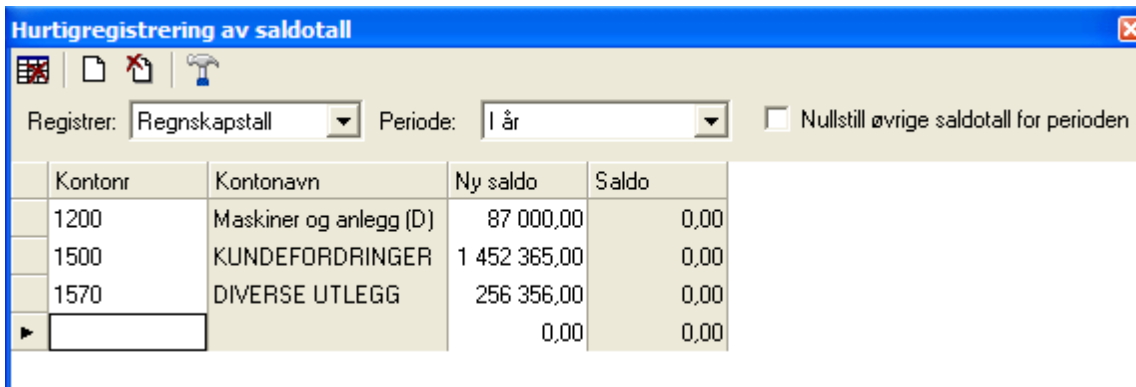 Hurtigregistrering av saldotall
Registrer: Regnskapstall Periode: I år Nullstill øvrige saldotall for perioden
Kontonr Kontonavn Ny saldo Saldo
1200 Maskiner og anlegg (D) 87 000,00 0,00
1500 KUNDEFORDRINGER 1 452 365,00 0,00
1570 DIVERSE UTLEGG 256 356,00 0,00
0,00 0,00